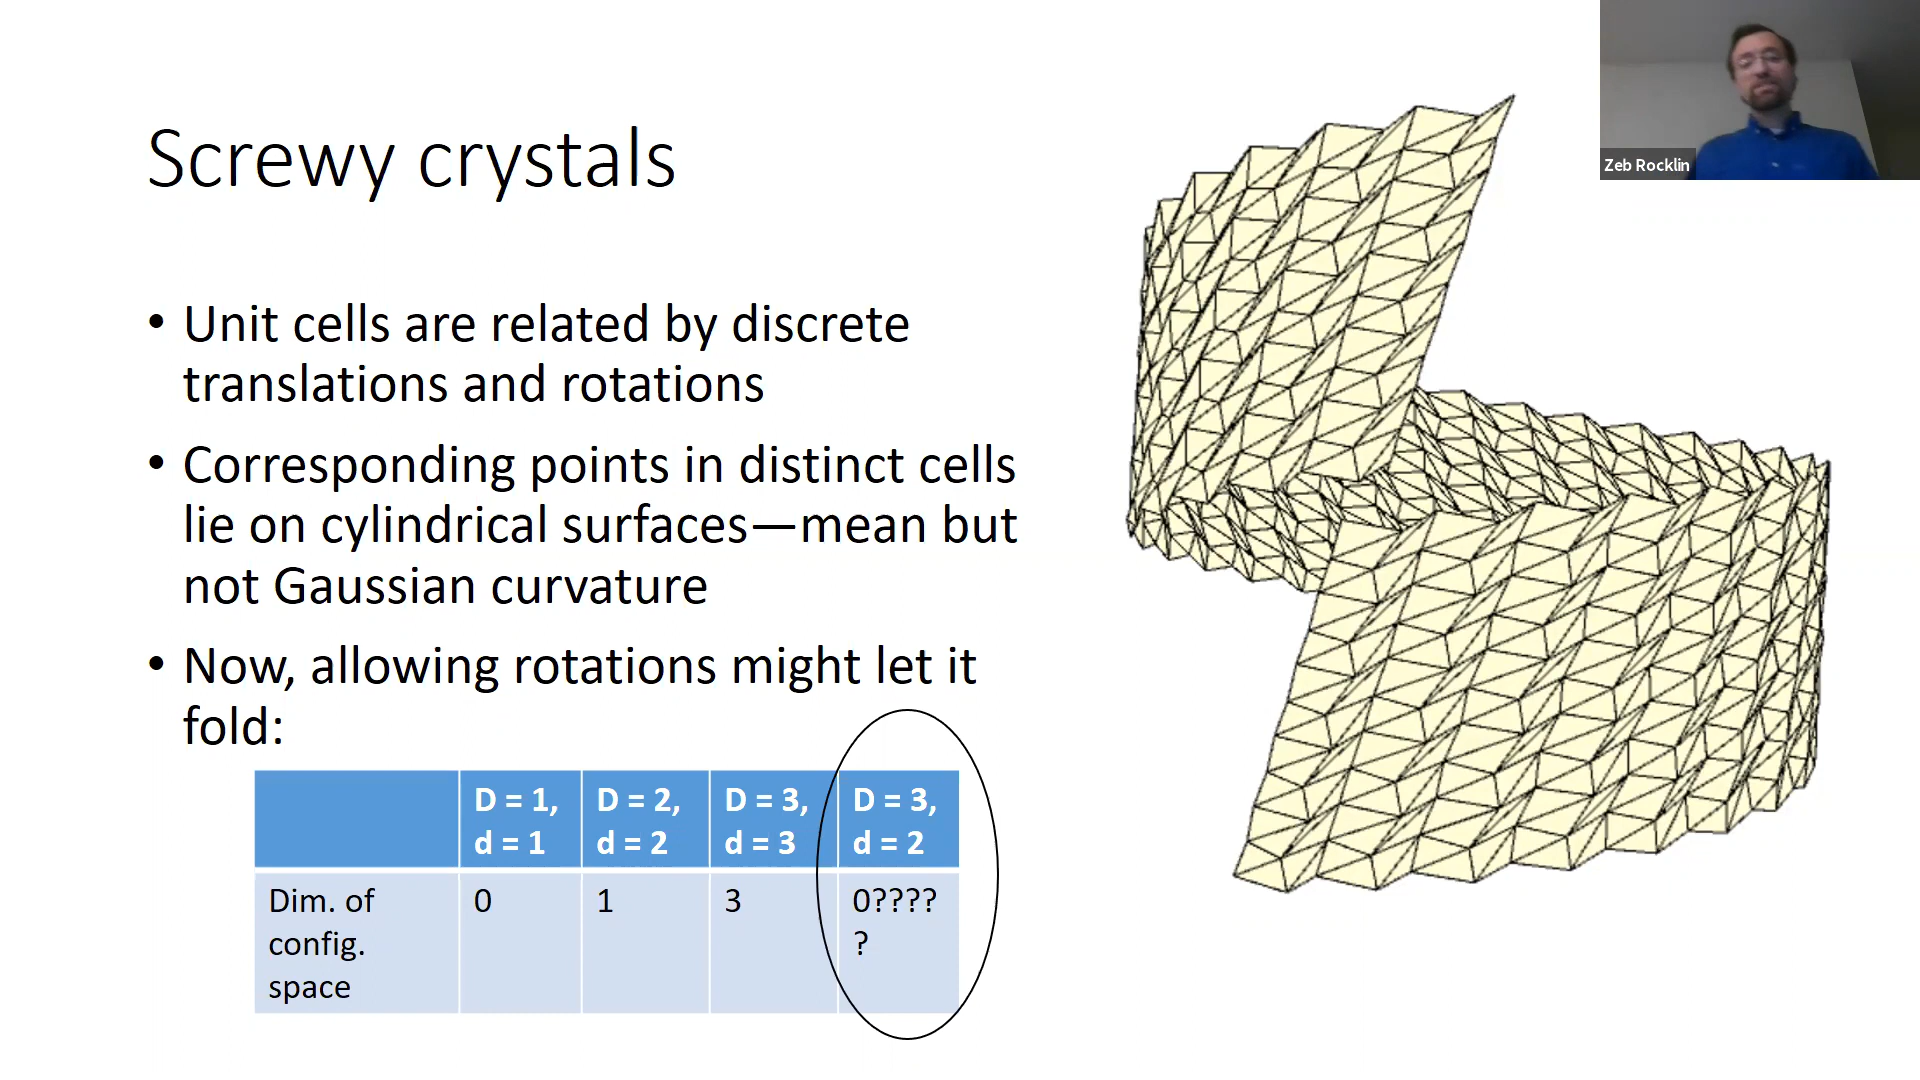 Screwy crystals
Zeb Rocklin
• Unit cells are related by discrete
translations and rotations
• Corresponding points in distinct cells
lie on cylindrical surfaces—mean but
not Gaussian curvature
• Now, allowing rotations might let it
fold:
D = 1, d = 1
D = 2, d = 2
D = 3, d = 3
D = 3, d = 2
Dim. of
config.
space
0
1
3
0????
?